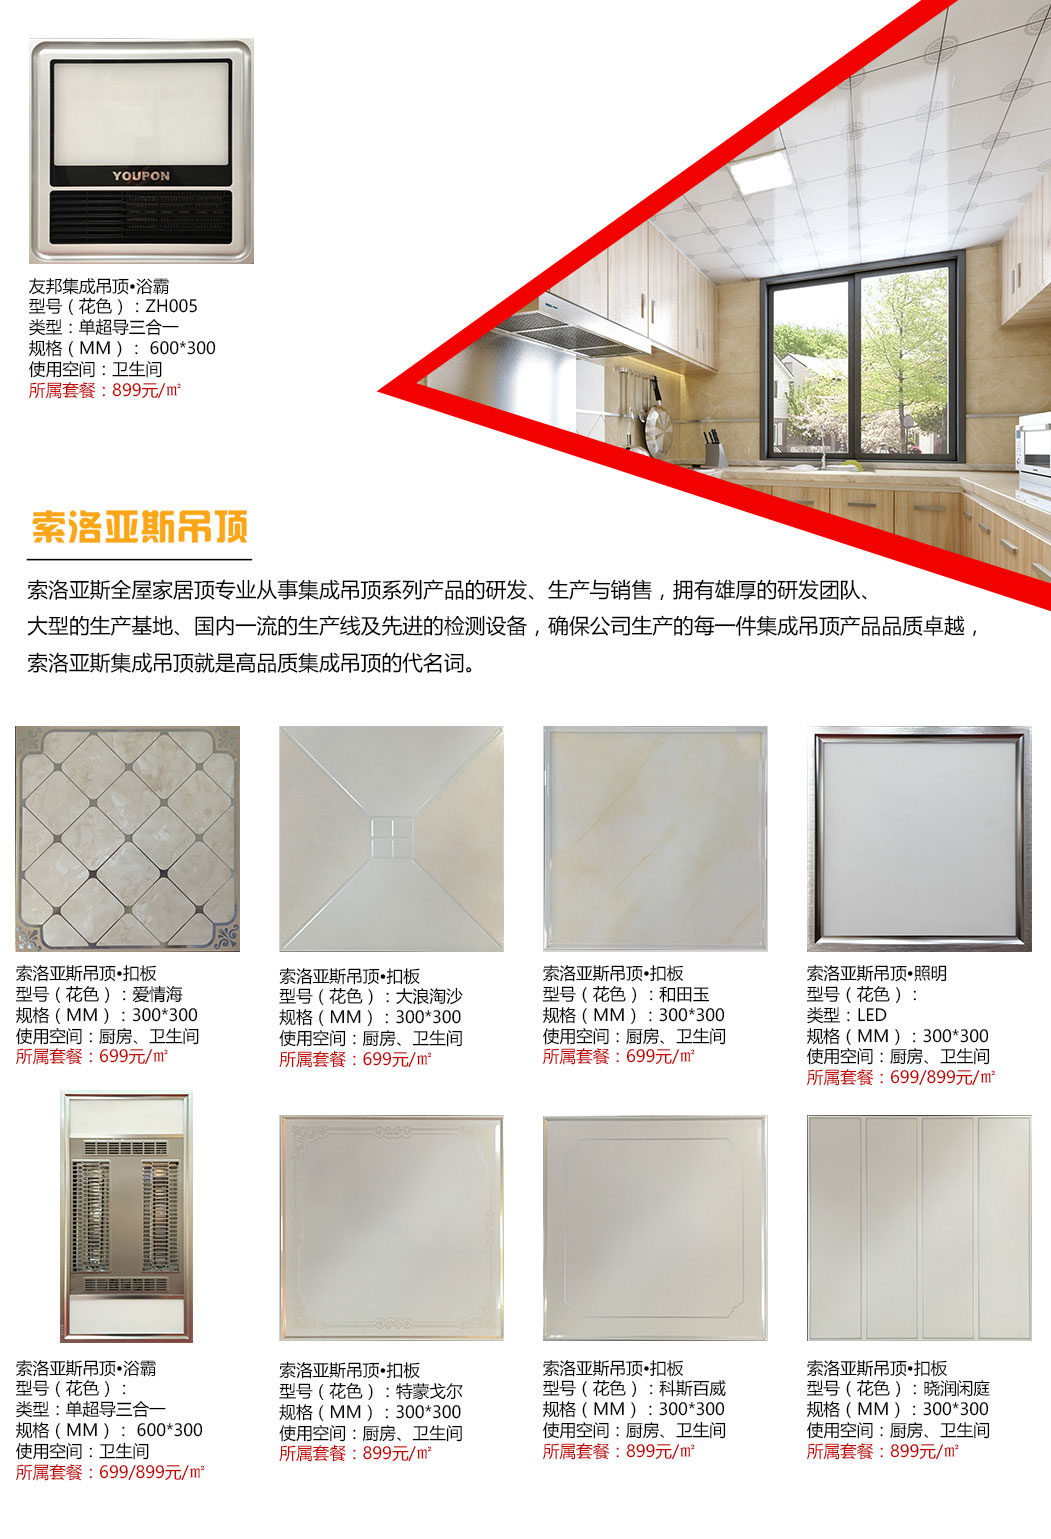 YOUPON
友邦集成吊顶•浴霸
型号（花色）：ZH005
类型：单超导三合一
规格（MM）： 600*300
使用空间：卫生间
所属套餐：899元/㎡
索洛亚斯吊顶
索洛亚斯全屋家居顶专业从事集成吊顶系列产品的研发、生产与销售，拥有雄厚的研发团队、
大型的生产基地、国内一流的生产线及先进的检测设备，确保公司生产的每一件集成吊顶产品品质卓越，
索洛亚斯集成吊顶就是高品质集成吊顶的代名词。
索洛亚斯吊顶•扣板
型号（花色）：爱情海
规格（MM）：300*300
使用空间：厨房、卫生间
所属套餐：699元/㎡
索洛亚斯吊顶•扣板
型号（花色）：大浪淘沙
规格（MM）：300*300
使用空间：厨房、卫生间
所属套餐：699元/㎡
索洛亚斯吊顶•扣板
型号（花色）：和田玉
规格（MM）：300*300
使用空间：厨房、卫生间
所属套餐：699元/㎡
索洛亚斯吊顶•照明
型号（花色）：
类型：LED
规格（MM）：300*300
使用空间：厨房、卫生间
所属套餐：699/899元/㎡
索洛亚斯吊顶•浴霸
型号（花色）：
类型：单超导三合一
规格（MM）： 600*300
使用空间：卫生间
所属套餐：699/899元/㎡
索洛亚斯吊顶•扣板
型号（花色）：特蒙戈尔
规格（MM）：300*300
使用空间：厨房、卫生间
所属套餐：899元/㎡
索洛亚斯吊顶•扣板
型号（花色）：科斯百威
规格（MM）：300*300
使用空间：厨房、卫生间
所属套餐：899元/㎡
索洛亚斯吊顶•扣板
型号（花色）：晓润闲庭
规格（MM）：300*300
使用空间：厨房、卫生间
所属套餐：899元/㎡